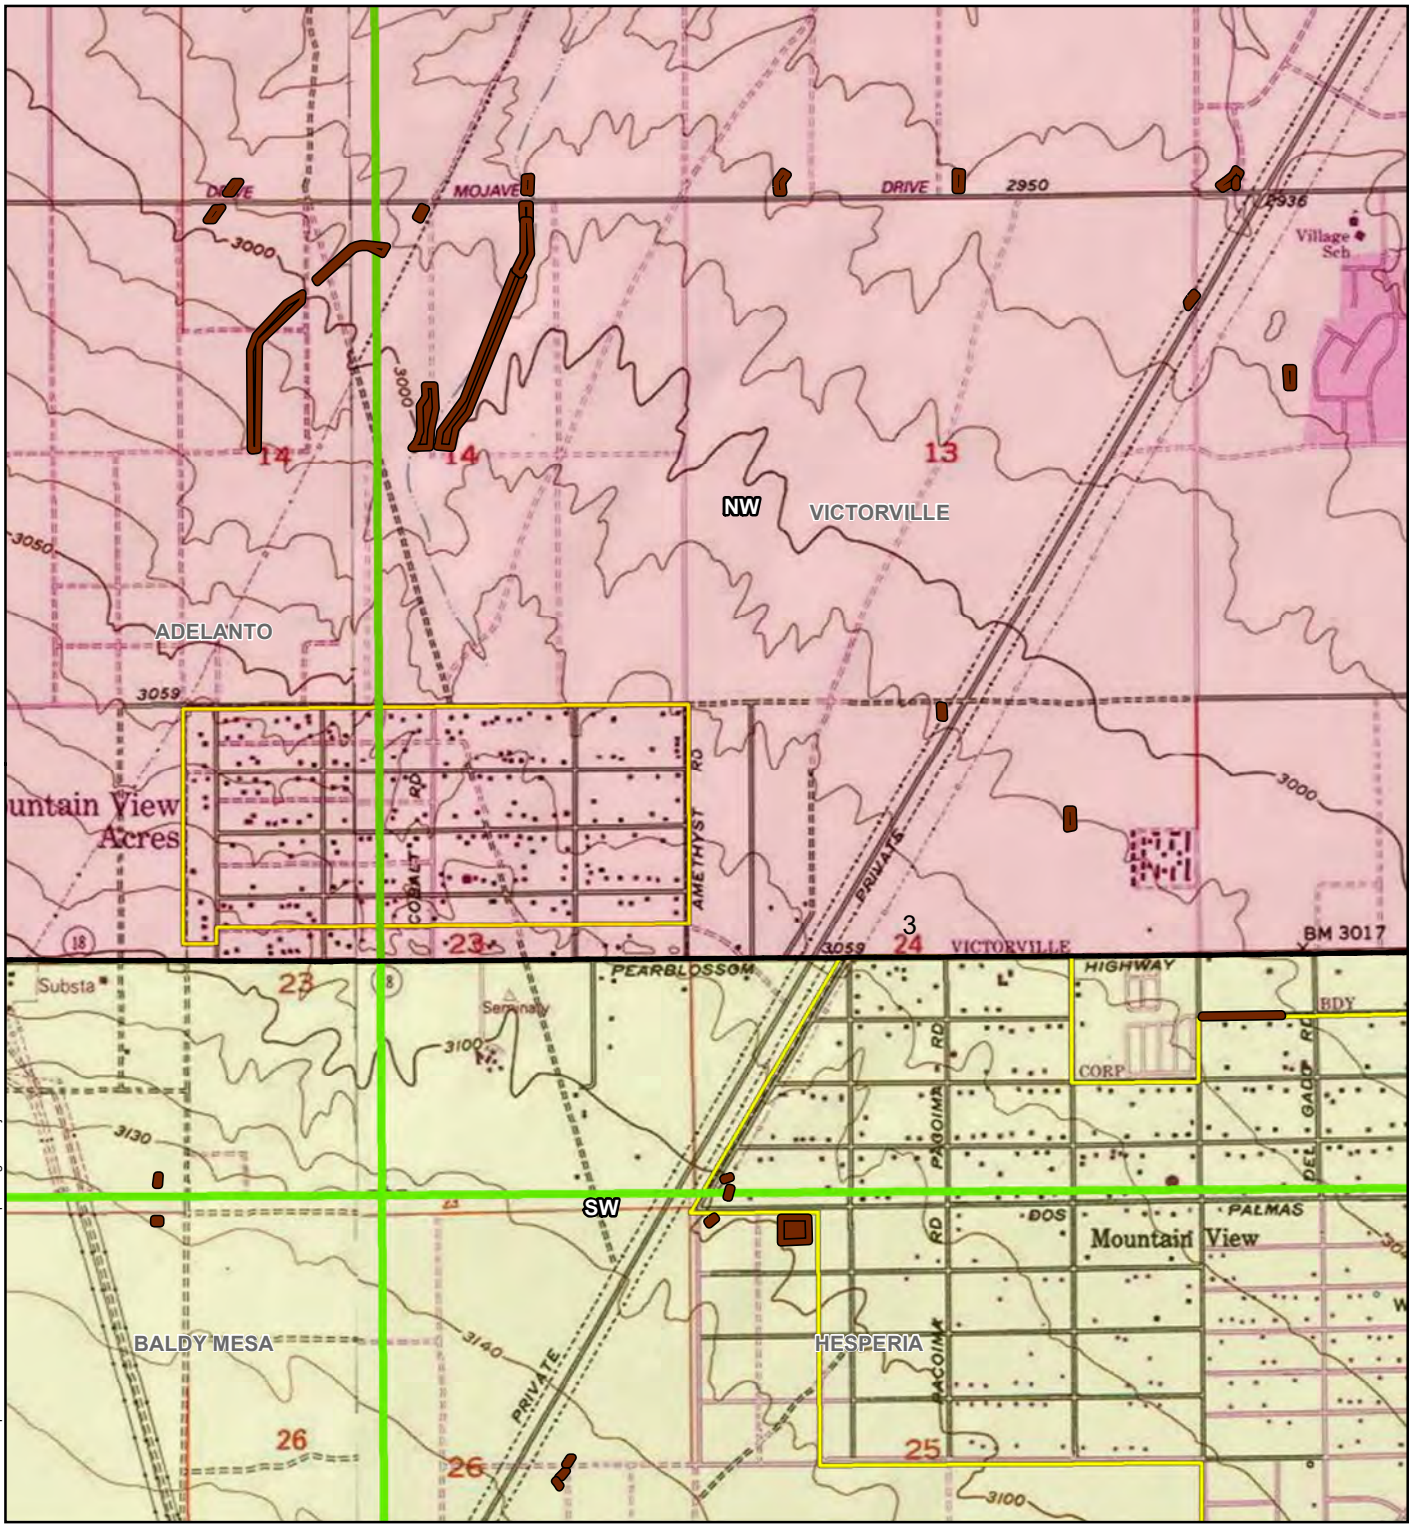 DRIVE
MOJAVE
DRIVE
2950
2936
Village
Sch
3000
3000
14
14
13
NW
VICTORVILLE
3050
ADELANTO
3059
RD
RD
untain View
Acres
COBALT
AMETHYST
3000
PRIVATE
3
18
23
3059
24
VICTORVILLE
BM 3017
PEARBLOSSOM
HIGHWAY
Substa
23
8
Seminary
BDY
RD
RD
3100
CORP
PACOIMA
DEL GADO
3130
23
SW
DOS
PALMAS
RD
Mountain View
304
W
BALDY MESA
3140
HESPERIA
PRIVATE
PACOIMA
26
26
25
3100